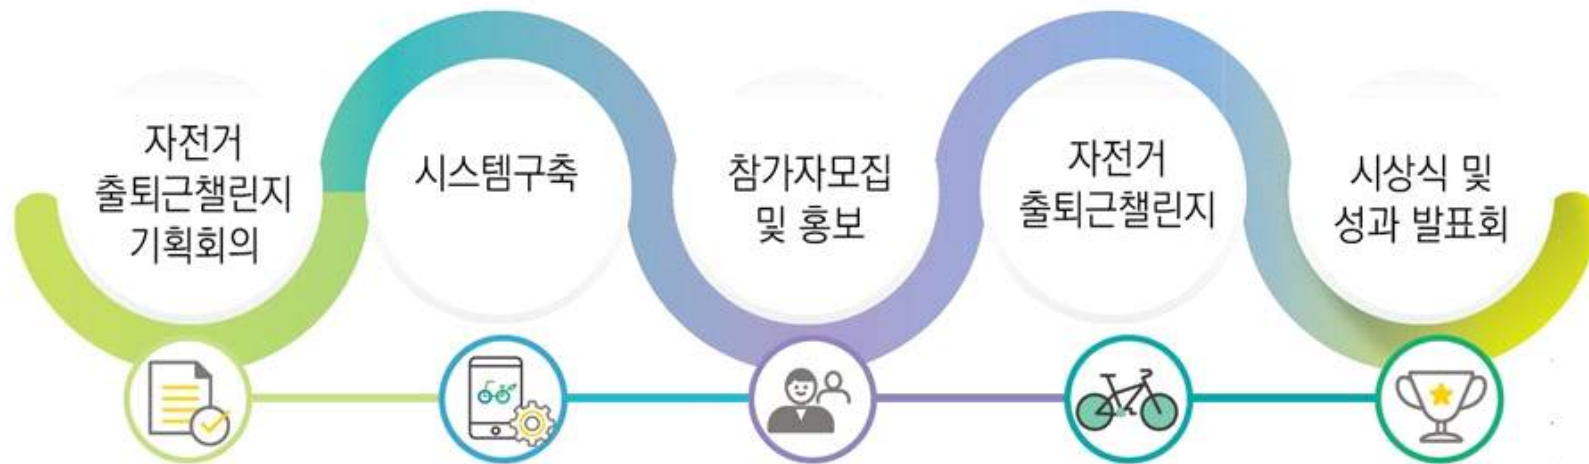 자전거
출퇴근챌린지
기획회의
시스템구축
참가자모집
및 홍보
자전거
출퇴근챌린지
시상식 및
성과 발표회